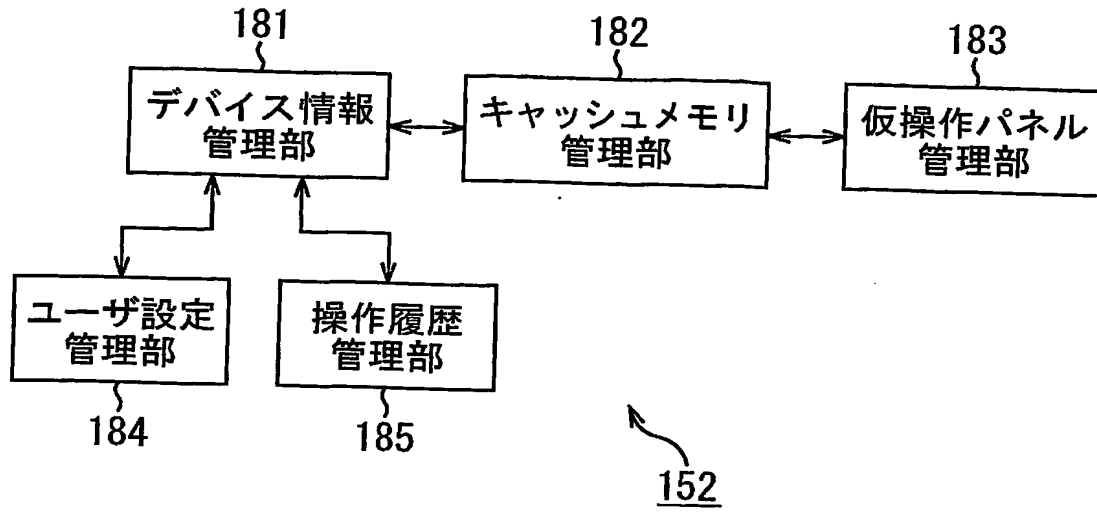 181
デバイス情報
管理部
182
キャッシュメモリ
管理部
183
仮操作パネル
管理部
ユーザ設定
管理部
184
操作履歴
管理部
185
152